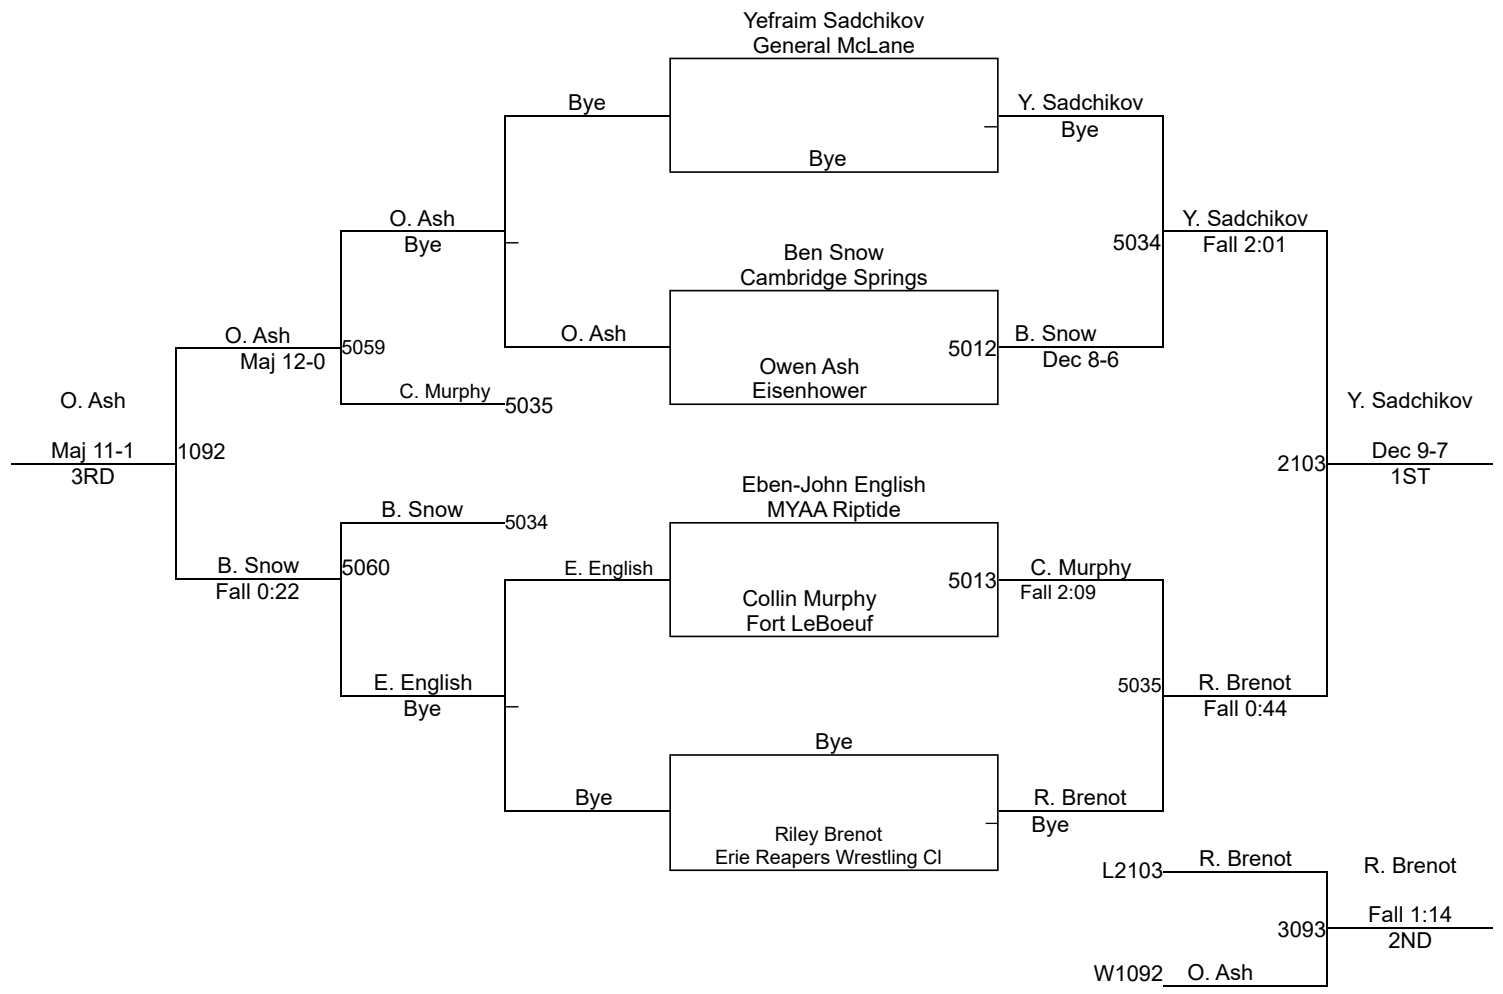 Yefraim Sadchikov
General McLane
Bye
Y. Sadchikov
Bye
Bye
O. Ash
Bye
Y. Sadchikov
5034
Fall 2:01
Ben Snow
Cambridge Springs
O. Ash
O. Ash
B. Snow
5059
5012
Maj 12-0
Dec 8-6
Owen Ash
Eisenhower
C. Murphy
5035
O. Ash
Y. Sadchikov
Maj 11-1
1092
Dec 9-7
2103
3RD
1ST
Eben-John English
MYAA Riptide
B. Snow
5034
B. Snow
5060
E. English
C. Murphy
5013
Fall 0:22
Fall 2:09
Collin Murphy
Fort LeBoeuf
E. English
5035
R. Brenot
Bye
Fall 0:44
Bye
Bye
R. Brenot
Bye
Riley Brenot
Erie Reapers Wrestling Cl
L2103
R. Brenot
R. Brenot
Fall 1:14
3093
2ND
W1092
O. Ash